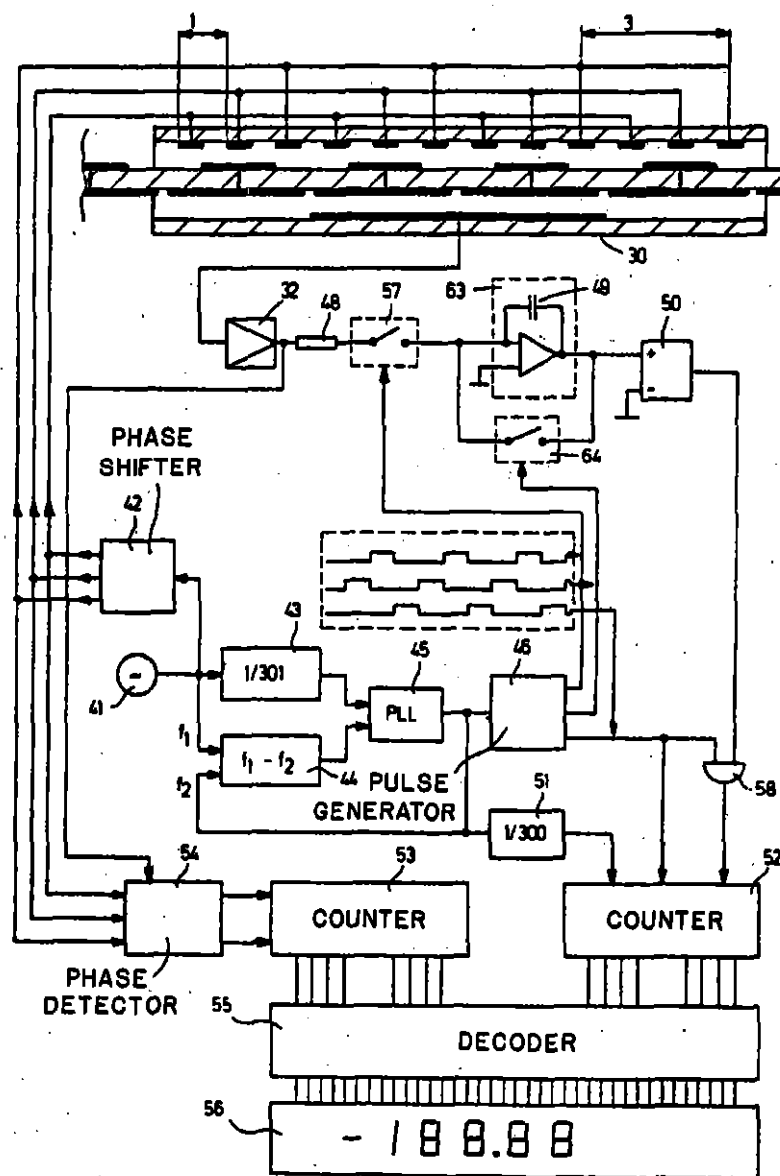 1
3
30
32
48
57
63
49
50
64
PHASE
SHIFTER
42
43
1/301
45
PLL
46
41
f1
f1 - f2
44
f2
PULSE
GENERATOR
51
1/300
58
54
53
COUNTER
52
COUNTER
PHASE
DETECTOR
55
DECODER
56
-188.88